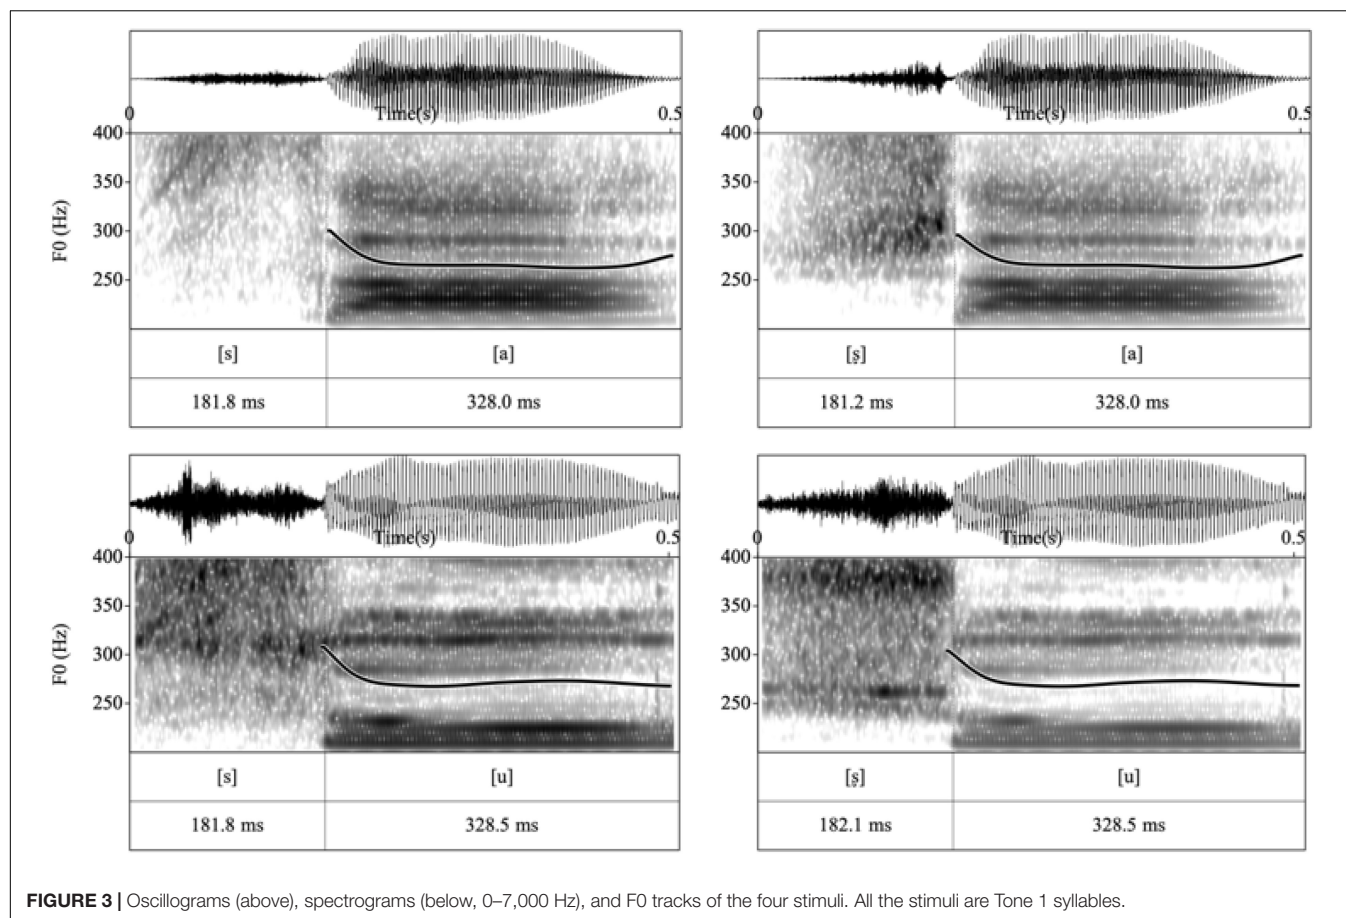 0 Time(s) 0.5
400
350
300
250
F0 (Hz)
[s] [a]
181.8 ms 328.0 ms
0 Time(s) 0.5
400
350
300
250
[ʂ] [a]
181.2 ms 328.0 ms
0 Time(s) 0.5
400
350
300
250
F0 (Hz)
[s] [u]
181.8 ms 328.5 ms
0 Time(s) 0.5
400
350
300
250
[ʂ] [u]
182.1 ms 328.5 ms
FIGURE 3 | Oscillograms (above), spectrograms (below, 0–7,000 Hz), and F0 tracks of the four stimuli. All the stimuli are Tone 1 syllables.